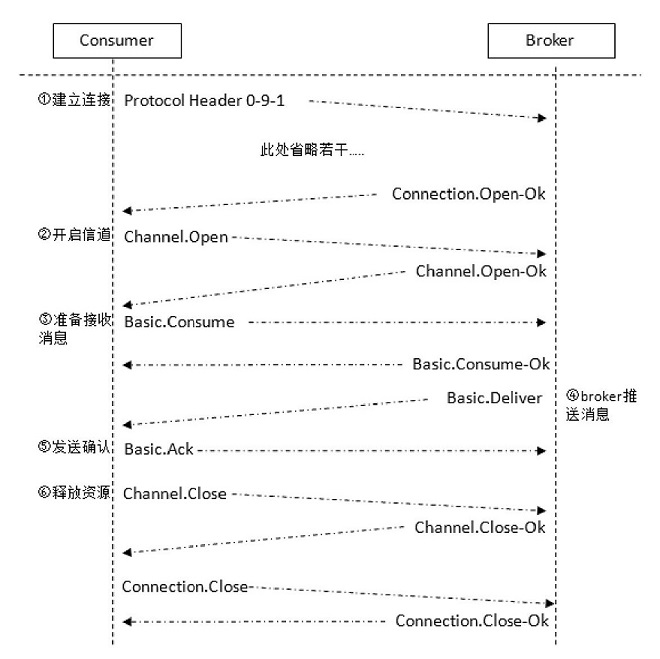 Consumer
Broker
①建立连接 Protocol Header 0-9-1
此处省略若干.....
Connection.Open-Ok
②开启信道 Channel.Open
Channel.Open-Ok
③准备接收 Basic.Consume
消息
Basic.Consume-Ok
Basic.Deliver ④broker推
送消息
⑤发送确认 Basic.Ack
⑥释放资源 Channel.Close
Channel.Close-Ok
Connection.Close
Connection.Close-Ok